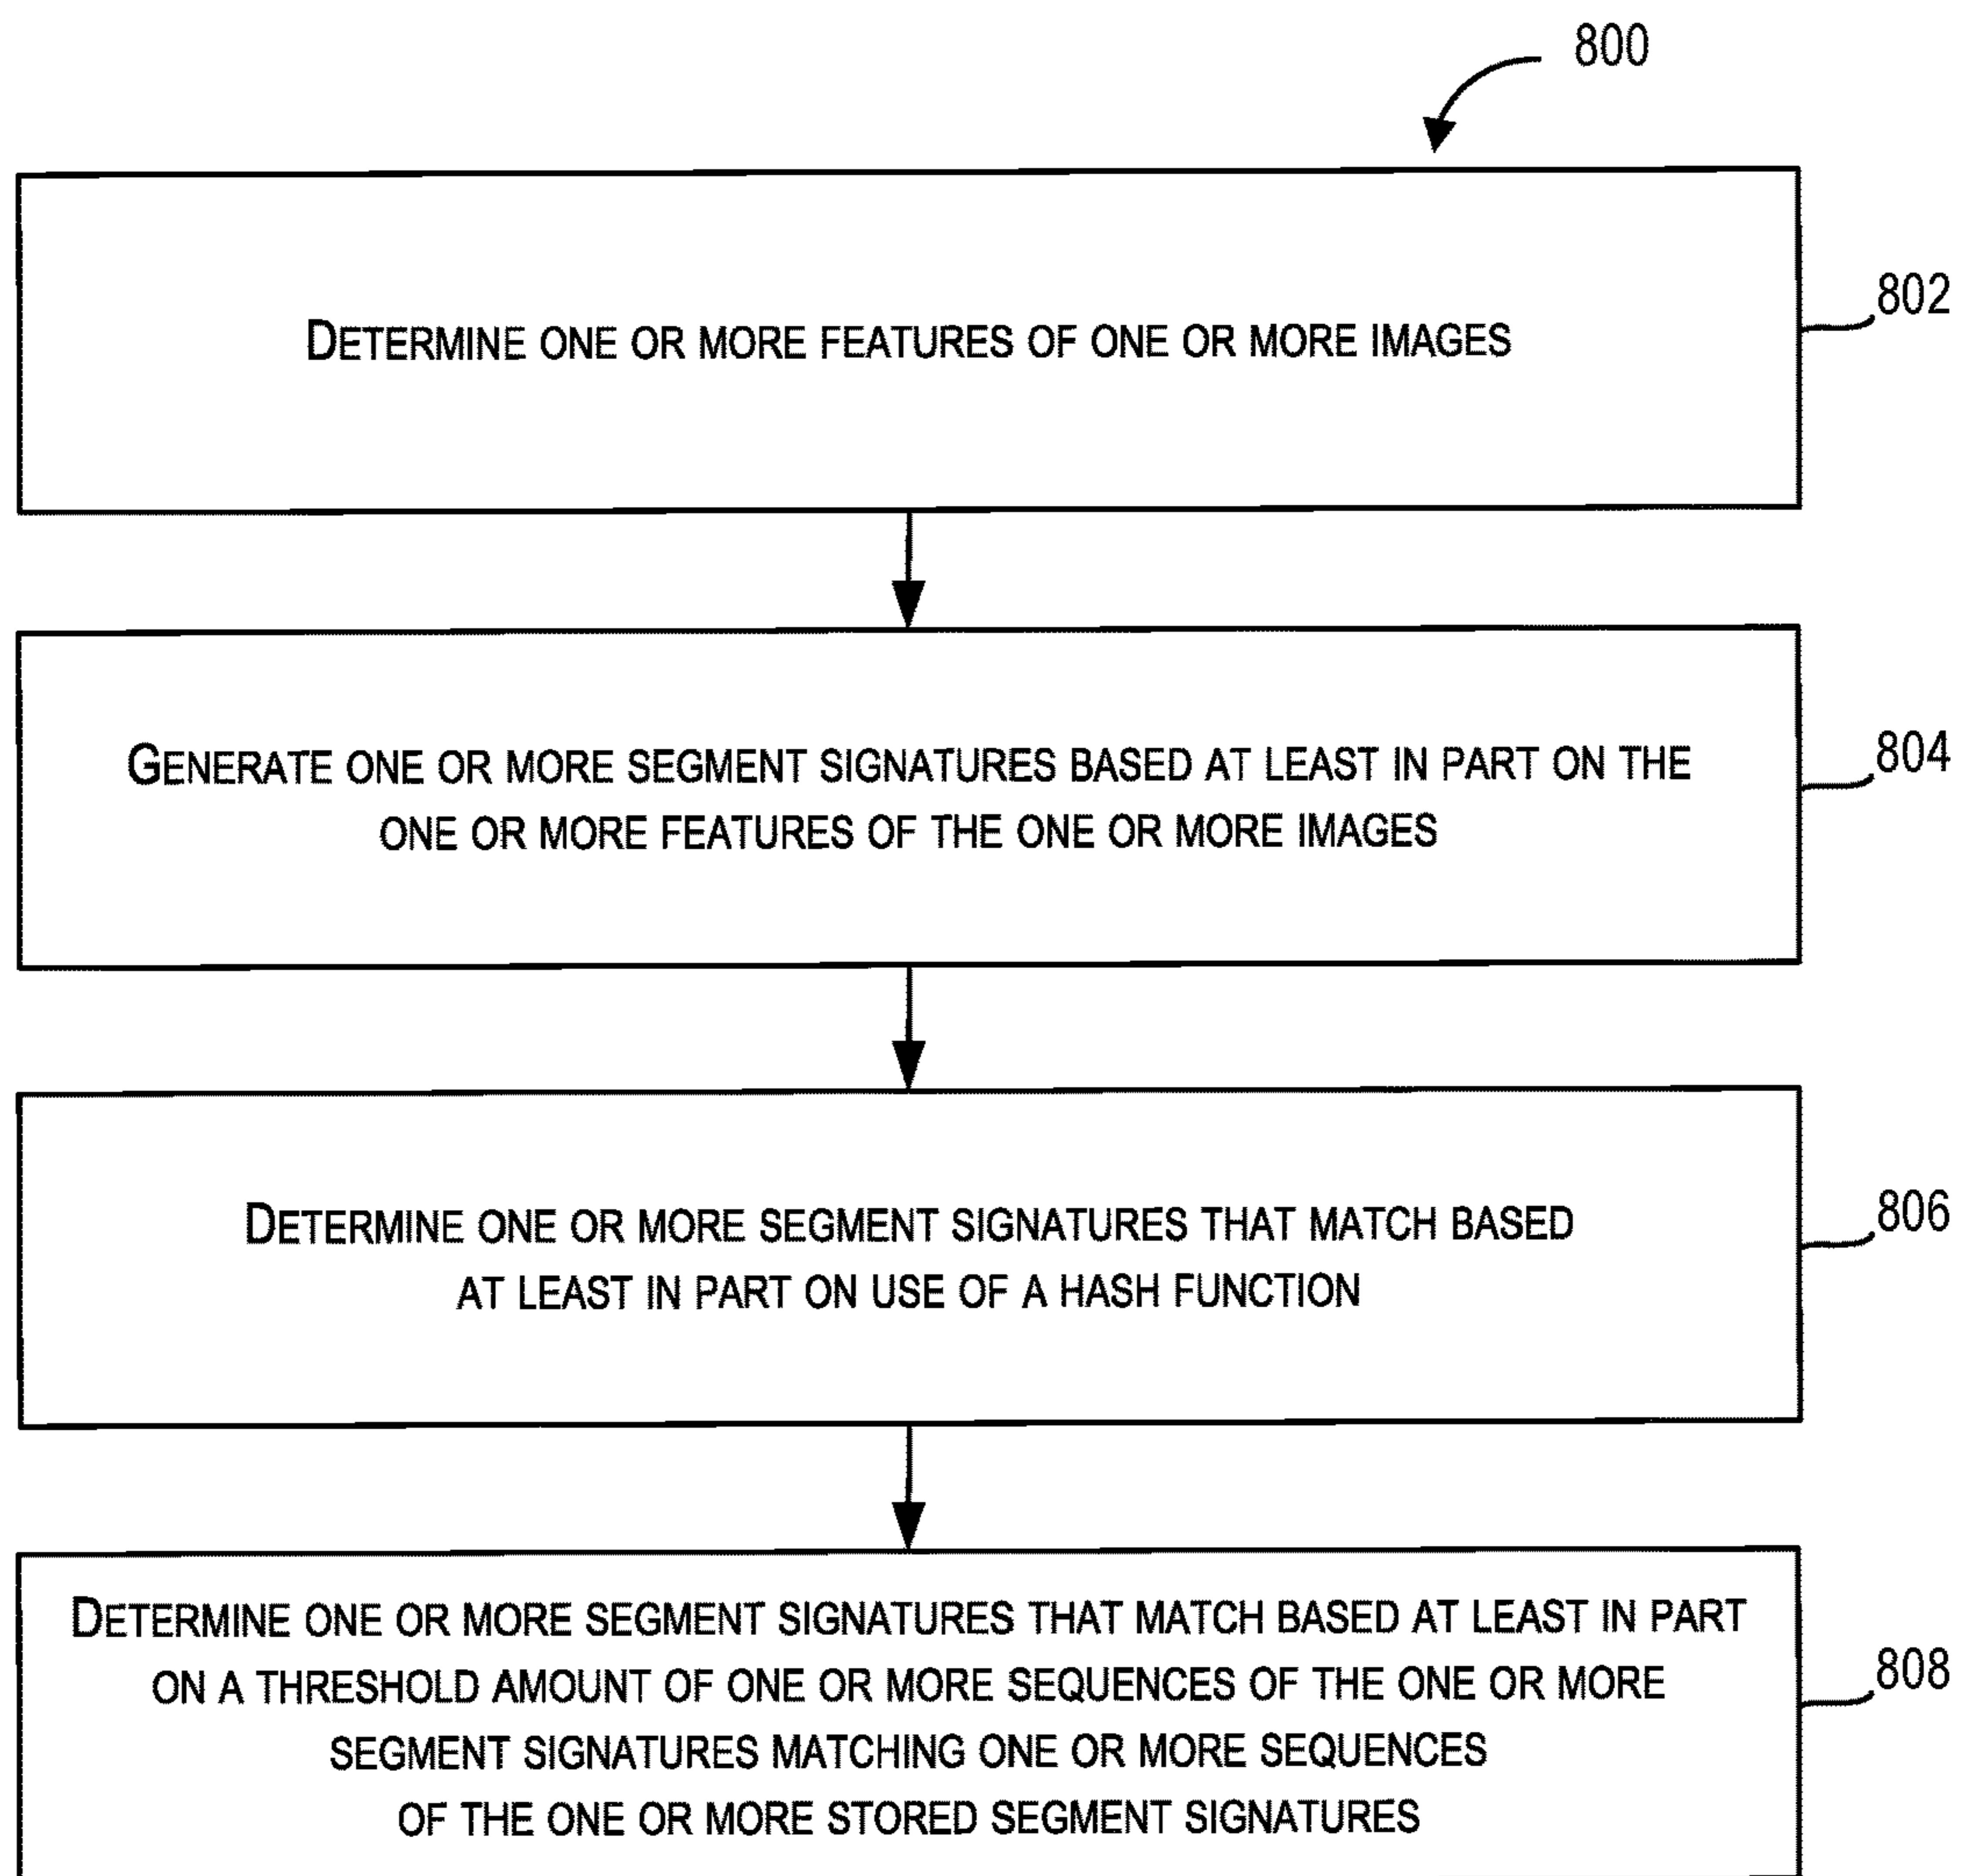 800
DETERMINE ONE OR MORE FEATURES OF ONE OR MORE IMAGES
802
GENERATE ONE OR MORE SEGMENT SIGNATURES BASED AT LEAST IN PART ON THE
ONE OR MORE FEATURES OF THE ONE OR MORE IMAGES
804
DETERMINE ONE OR MORE SEGMENT SIGNATURES THAT MATCH BASED
AT LEAST IN PART ON USE OF A HASH FUNCTION
806
DETERMINE ONE OR MORE SEGMENT SIGNATURES THAT MATCH BASED AT LEAST IN PART
ON A THRESHOLD AMOUNT OF ONE OR MORE SEQUENCES OF THE ONE OR MORE
SEGMENT SIGNATURES MATCHING ONE OR MORE SEQUENCES
OF THE ONE OR MORE STORED SEGMENT SIGNATURES
808